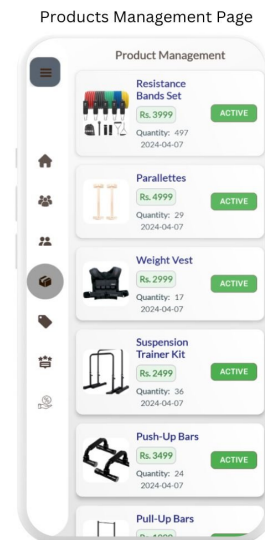 Products Management Page
Product Management
Resistance
Bands Set
Rs. 3999
ACTIVE
Quantity: 497
2024-04-07
Parallettes
Rs. 4999
ACTIVE
Quantity: 29
2024-04-07
Weight Vest
Rs. 2999
ACTIVE
Quantity: 17
2024-04-07
Suspension
Trainer Kit
Rs. 2499
ACTIVE
Quantity: 36
2024-04-07
Push-Up Bars
Rs. 3499
ACTIVE
Quantity: 24
2024-04-07
Pull-Up Bars